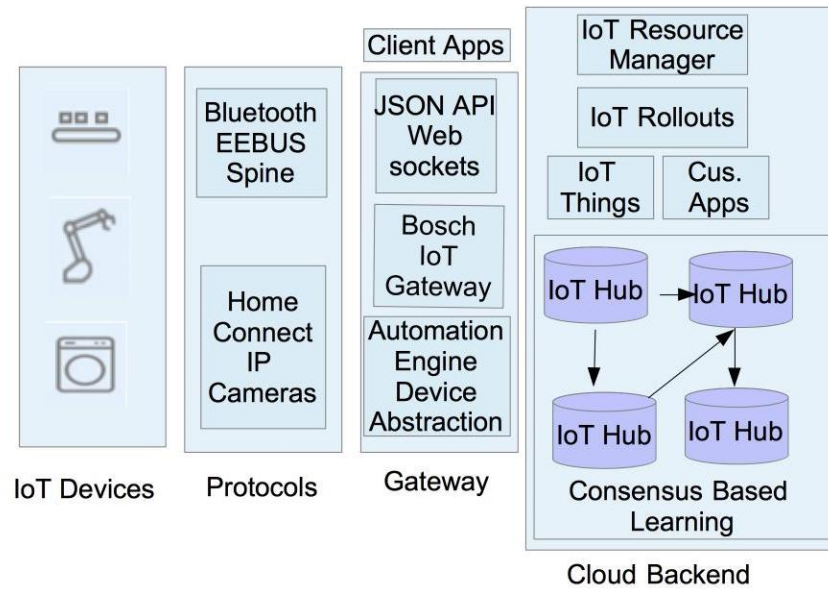 IoT Devices
Bluetooth
EEBUS
Spine
Home
Connect
IP
Cameras
Protocols
Client Apps
JSON API
Web
sockets
Bosch
IoT
Gateway
Automation
Engine
Device
Abstraction
Gateway
IoT Resource
Manager
IoT Rollouts
IoT
Things
Cus.
Apps
IoT Hub
IoT Hub
IoT Hub
IoT Hub
Consensus Based
Learning
Cloud Backend